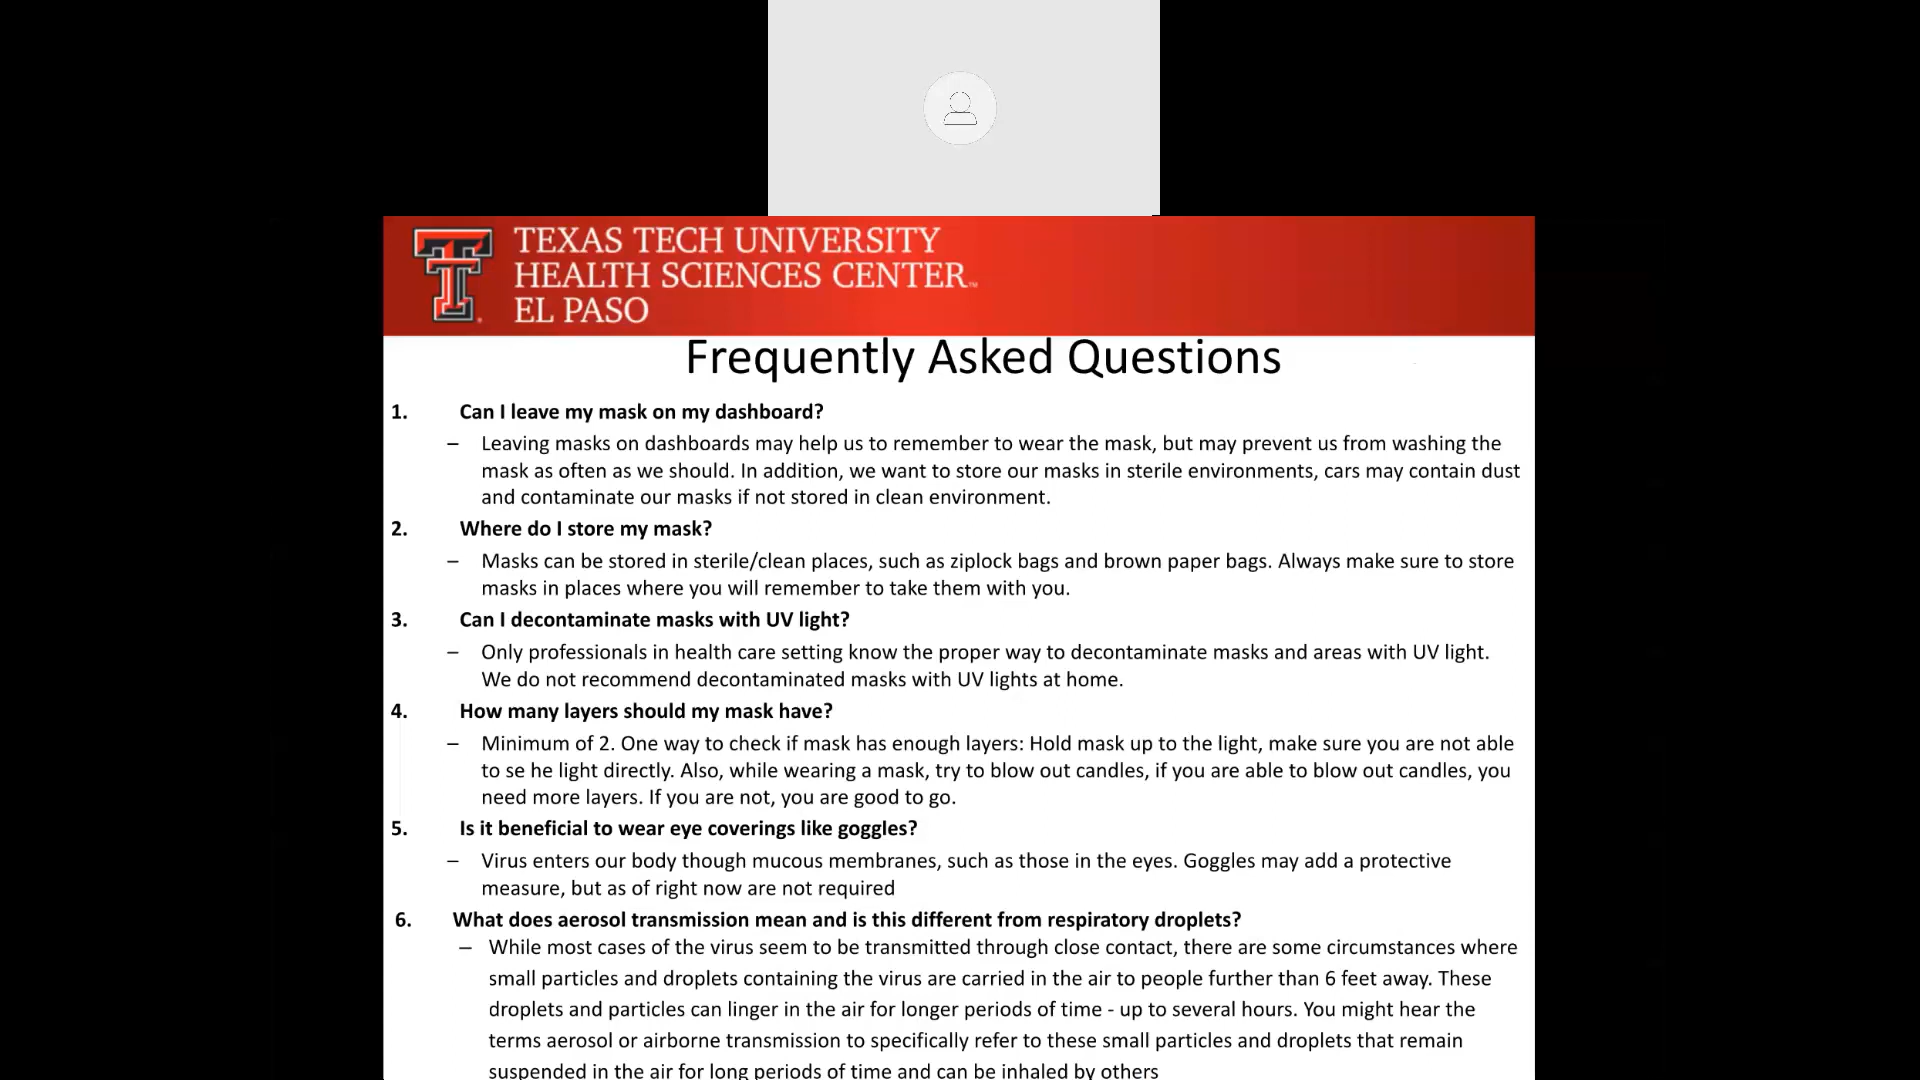 TEXAS TECH UNIVERSITY
HEALTH SCIENCES CENTER™
EL PASO
Frequently Asked Questions
1. Can I leave my mask on my dashboard?
– Leaving masks on dashboards may help us to remember to wear the mask, but may prevent us from washing the
mask as often as we should. In addition, we want to store our masks in sterile environments, cars may contain dust
and contaminate our masks if not stored in clean environment.
2. Where do I store my mask?
– Masks can be stored in sterile/clean places, such as ziplock bags and brown paper bags. Always make sure to store
masks in places where you will remember to take them with you.
3. Can I decontaminate masks with UV light?
– Only professionals in health care setting know the proper way to decontaminate masks and areas with UV light.
We do not recommend decontaminated masks with UV lights at home.
4. How many layers should my mask have?
– Minimum of 2. One way to check if mask has enough layers: Hold mask up to the light, make sure you are not able
to se he light directly. Also, while wearing a mask, try to blow out candles, if you are able to blow out candles, you
need more layers. If you are not, you are good to go.
5. Is it beneficial to wear eye coverings like goggles?
– Virus enters our body though mucous membranes, such as those in the eyes. Goggles may add a protective
measure, but as of right now are not required
6. What does aerosol transmission mean and is this different from respiratory droplets?
– While most cases of the virus seem to be transmitted through close contact, there are some circumstances where
small particles and droplets containing the virus are carried in the air to people further than 6 feet away. These
droplets and particles can linger in the air for longer periods of time - up to several hours. You might hear the
terms aerosol or airborne transmission to specifically refer to these small particles and droplets that remain
suspended in the air for long periods of time and can be inhaled by others